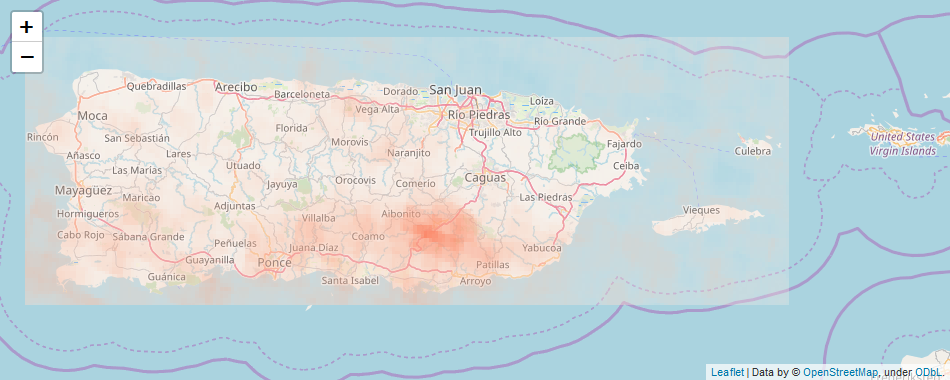 +
−
Quebradillas
Arecibo
Barceloneta
Dorado
San Juan
Loíza
Moca
Vega Alta
Río Piedras
Río Grande
Rincón
San Sebastián
Florida
Morovis
Trujillo Alto
Fajardo
United States
Virgin Islands
Añasco
Lares
Naranjito
Culebra
Las Marías
Utuado
Ceiba
Mayagüez
Jayuya
Orocovis
Comerío
Caguas
Maricao
Adjuntas
Las Piedras
Hormigueros
Villalba
Aibonito
Vieques
Cabo Rojo
Sábana Grande
Peñuelas
Juana Díaz
Coamo
Yabucoa
Guayanilla
Ponce
Patillas
Guánica
Santa Isabel
Arroyo
Leaflet | Data by © OpenStreetMap, under ODbL.